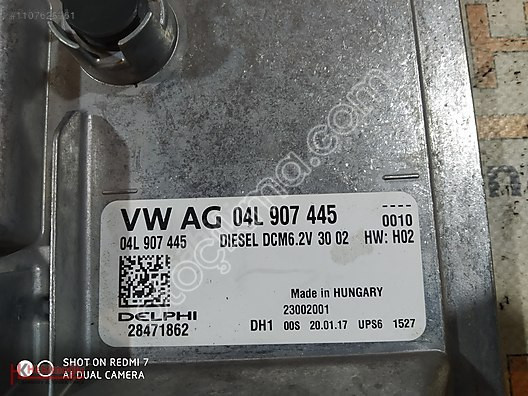 #1107625961
VW AG 04L 907 445
0010
04L 907 445 DIESEL DCM6.2V 30 02 HW: H02
Made in HUNGARY
23002001
DELPHI
28471862 DH1 00S 20.01.17 UPS6 1527
SHOT ON REDMI 7
AI DUAL CAMERA